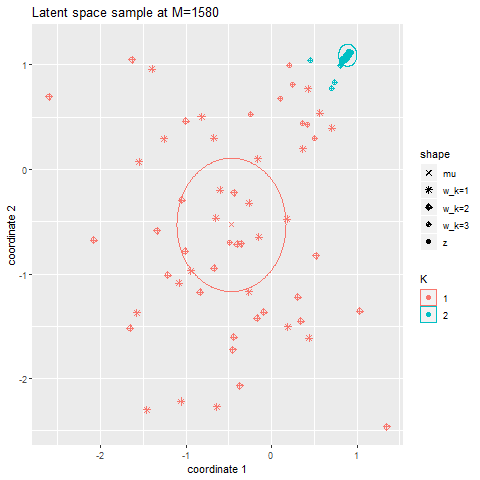 Latent space sample at M=1580
coordinate 2
1
0
-1
-2
-2
-1
0
1
coordinate 1
shape
mu
w_k=1
w_k=2
w_k=3
z
K
1
2